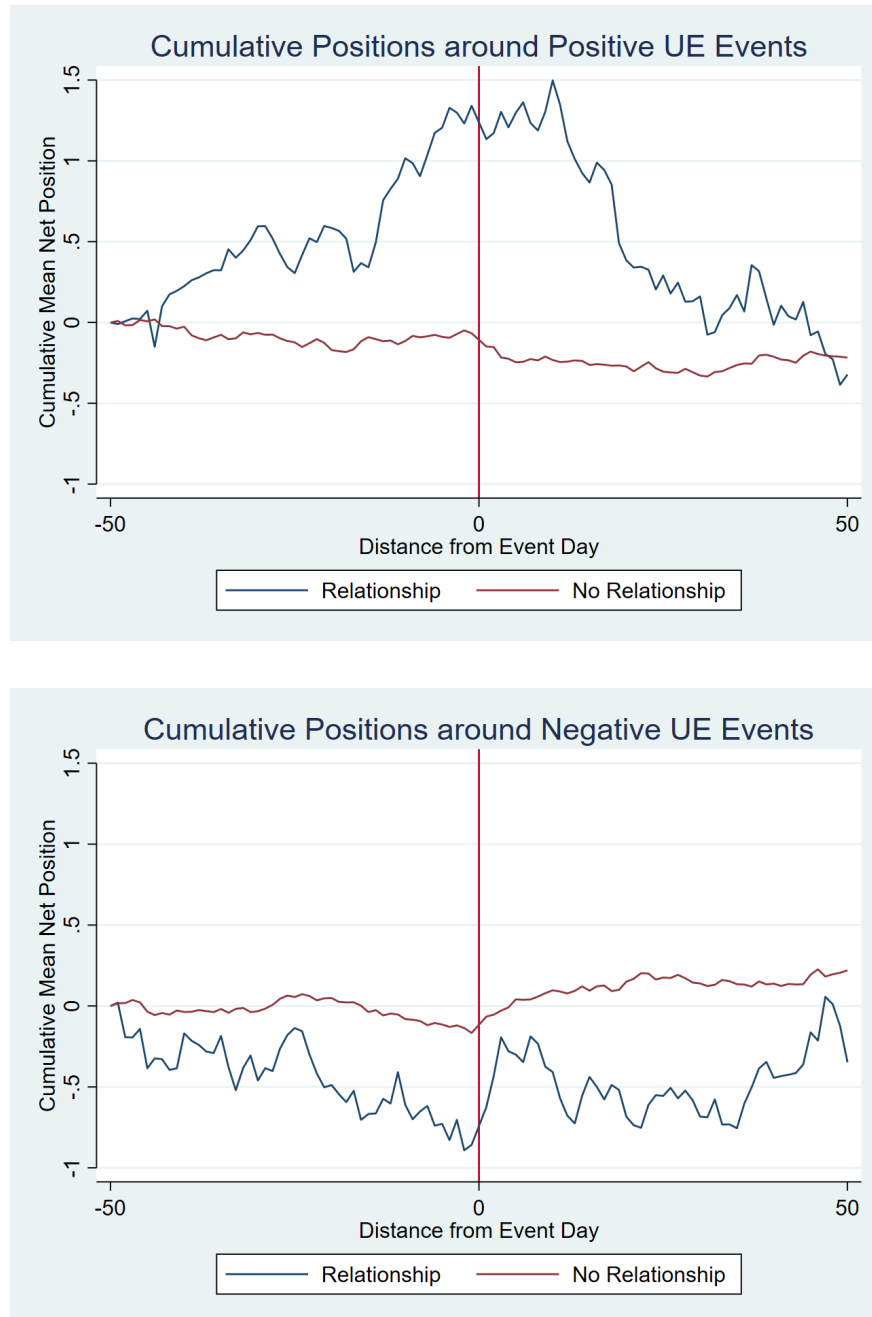 Cumulative Positions around Positive UE Events
Cumulative Mean Net Position
1.5
1
.5
0
-.5
-1
-50
0
50
Distance from Event Day
Relationship
No Relationship
Cumulative Positions around Negative UE Events
Cumulative Mean Net Position
1.5
1
.5
0
-.5
-1
-50
0
50
Distance from Event Day
Relationship
No Relationship